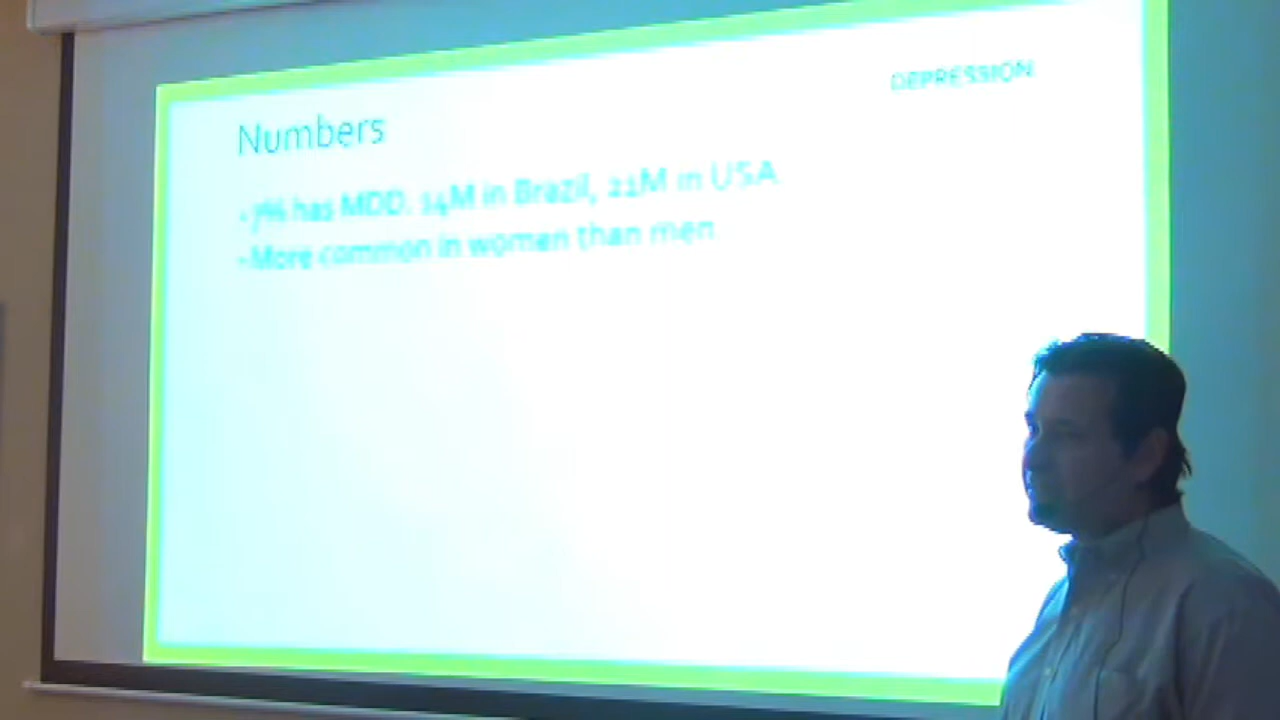 DEPRESSION
Numbers
- 7% has MDD. 14M in Brazil, 21M in USA
- More common in women than men